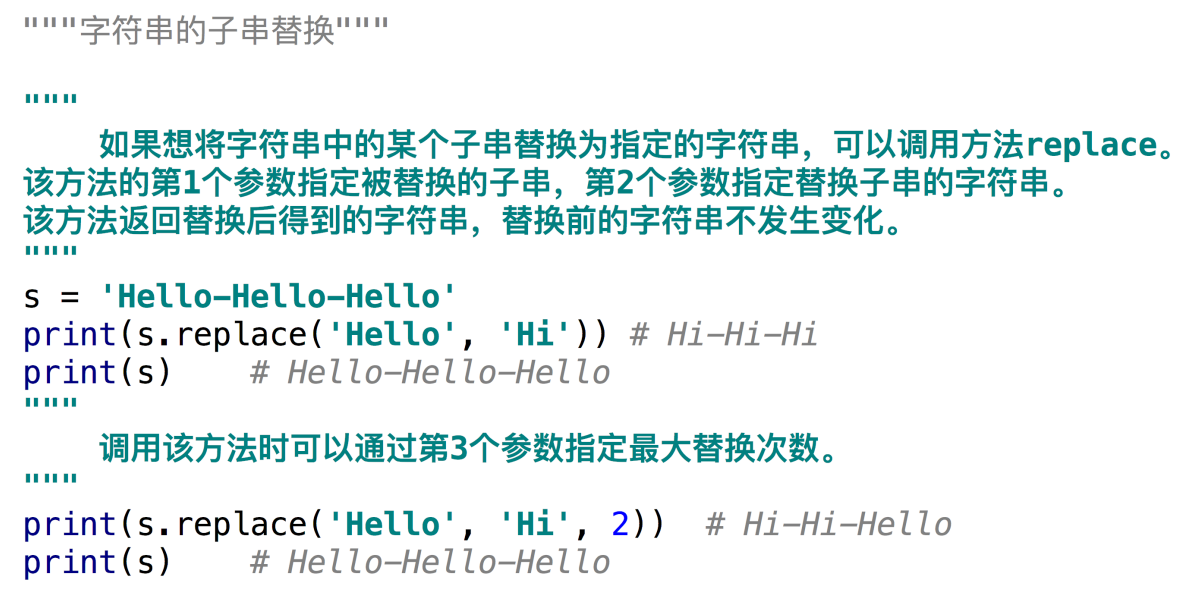 """字符串的子串替换"""
"""
如果想将字符串中的某个子串替换为指定的字符串，可以调用方法replace。
该方法的第1个参数指定被替换的子串，第2个参数指定替换子串的字符串。
该方法返回替换后得到的字符串，替换前的字符串不发生变化。
"""
s = 'Hello-Hello-Hello'
print(s.replace('Hello', 'Hi')) # Hi-Hi-Hi
print(s)    # Hello-Hello-Hello
"""
调用该方法时可以通过第3个参数指定最大替换次数。
"""
print(s.replace('Hello', 'Hi', 2))  # Hi-Hi-Hello
print(s)    # Hello-Hello-Hello